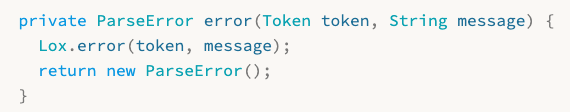 private ParseError error(Token token, String message) {
  Lox.error(token, message);
  return new ParseError();
}